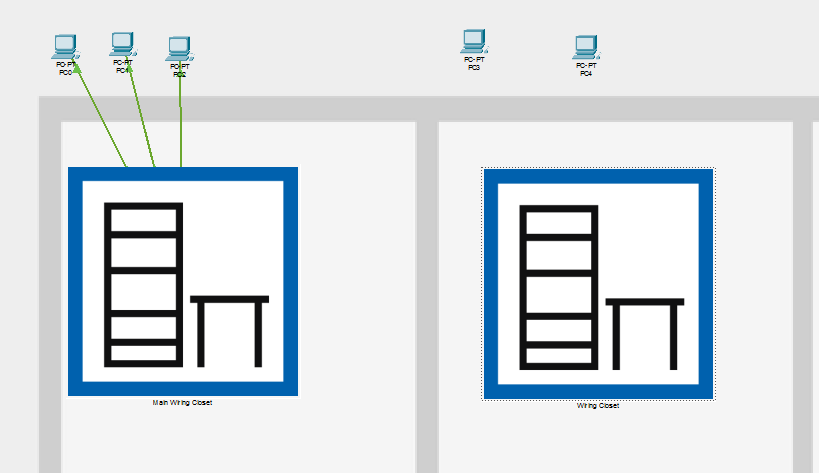 PC-PT
PC0
PC-PT
PC-PT
PC2
PC-PT
PC3
PC-PT
PC4
Main Wiring Closet
Wiring Closet